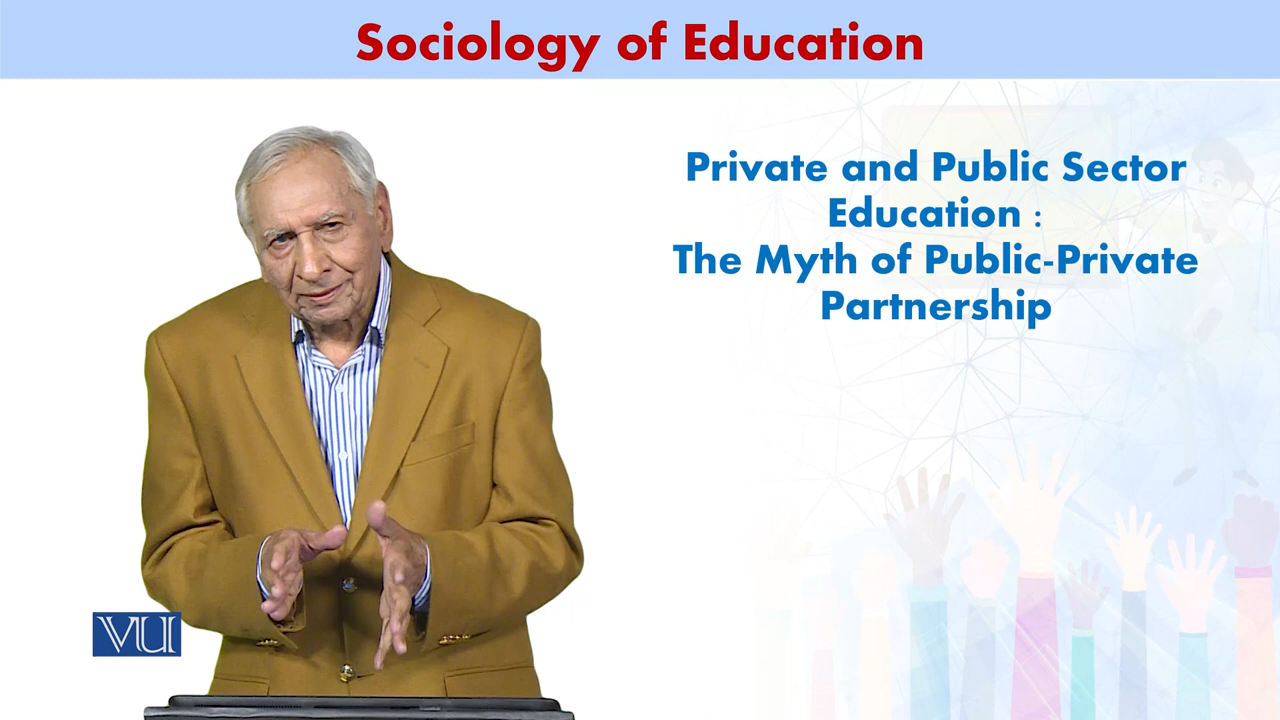 Sociology of Education
Private and Public Sector
Education :
The Myth of Public-Private
Partnership
VU